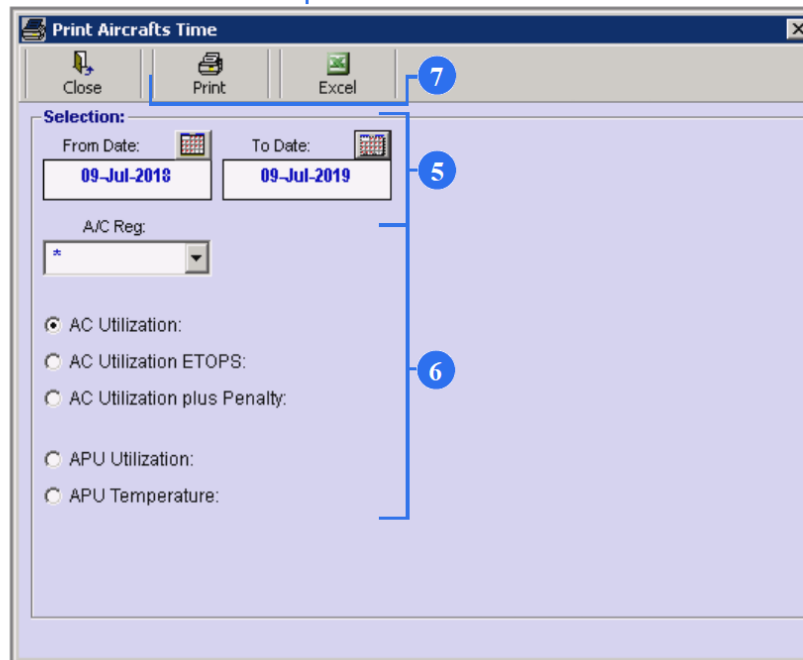 Print Aircrafts Time
Close Print Excel
7
Selection:
From Date: To Date:
09-Jul-2018 09-Jul-2019
5
A/C Reg:
*
AC Utilization:
AC Utilization ETOPS:
6
AC Utilization plus Penalty:
APU Utilization:
APU Temperature: